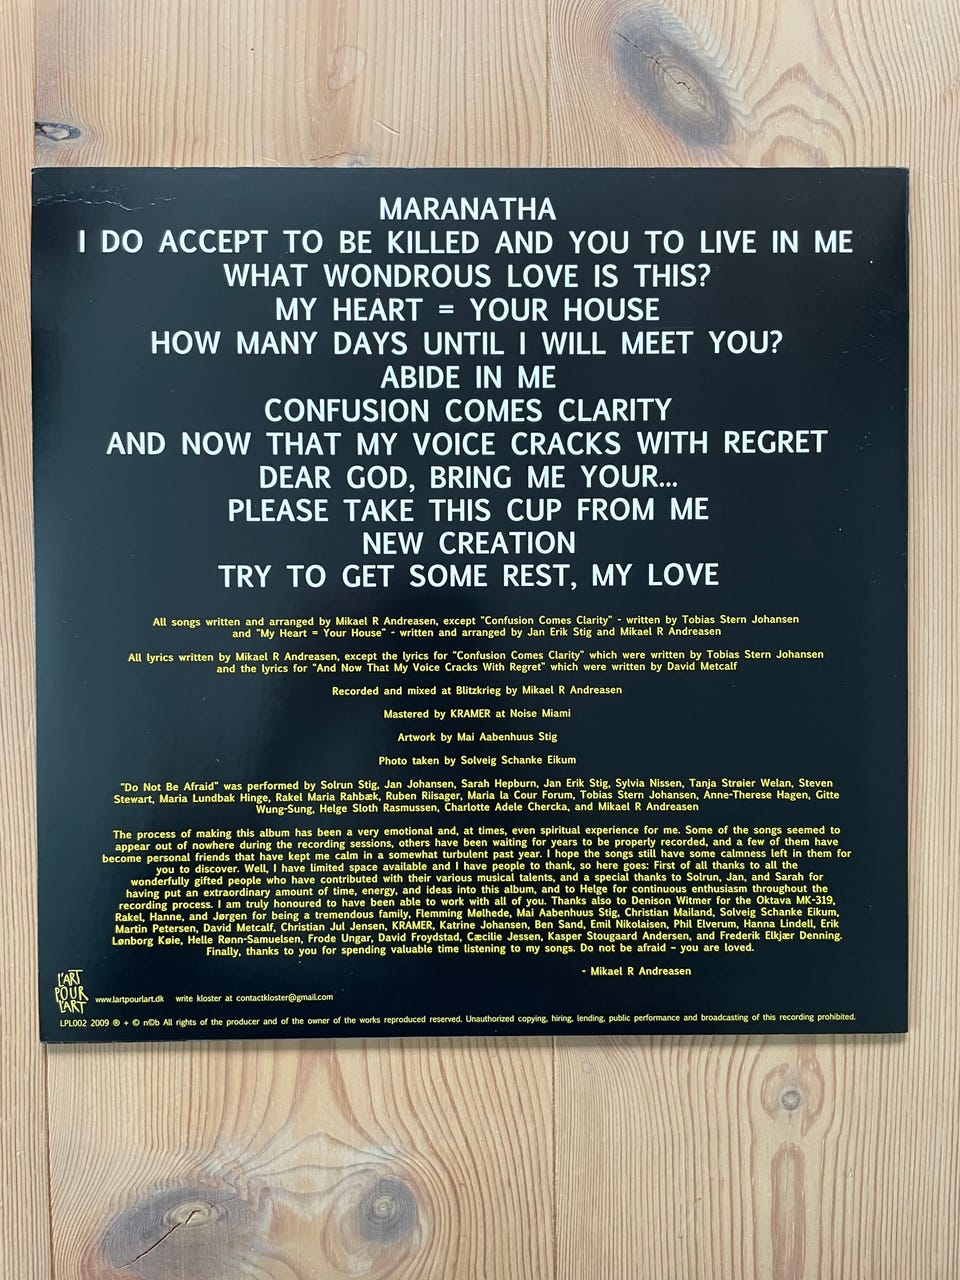 MARANATHA
I DO ACCEPT TO BE KILLED AND YOU TO LIVE IN ME
WHAT WONDROUS LOVE IS THIS?
MY HEART = YOUR HOUSE
HOW MANY DAYS UNTIL I WILL MEET YOU?
ABIDE IN ME
CONFUSION COMES CLARITY
AND NOW THAT MY VOICE CRACKS WITH REGRET
DEAR GOD, BRING ME YOUR...
PLEASE TAKE THIS CUP FROM ME
NEW CREATION
TRY TO GET SOME REST, MY LOVE
All songs written and arranged by Mikael R Andreasen, except "Confusion Comes Clarity" - written by Tobias Stern Johansen
and "My Heart = Your House" - written and arranged by Jan Erik Stig and Mikael R Andreasen
All lyrics written by Mikael R Andreasen, except the lyrics for "Confusion Comes Clarity" which were written by Tobias Stern Johansen
and the lyrics for "And Now That My Voice Cracks With Regret" which were written by David Metcalf
Recorded and mixed at Blitzkrieg by Mikael R Andreasen
Mastered by KRAMER at Noise Miami
Artwork by Mai Aabenhuus Stig
Photo taken by Solveig Schanke Eikum
"Do Not Be Afraid" was performed by Solrun Stig, Jan Johansen, Sarah Hepburn, Jan Erik Stig, Sylvia Nissen, Tanja Strøier Welan, Steven
Stewart, Maria Lundbak Hinge, Rakel Maria Rahbæk, Ruben Riisager, Maria la Cour Forum, Tobias Stern Johansen, Anne-Therese Hagen, Gitte
Wung-Sung, Helge Sloth Rasmussen, Charlotte Adele Chercka, and Mikael R Andreasen
The process of making this album has been a very emotional and, at times, even spiritual experience for me. Some of the songs seemed to
appear out of nowhere during the recording sessions, others have been waiting for years to be properly recorded, and a few of them have
become personal friends that have kept me calm in a somewhat turbulent past year. I hope the songs still have some calmness left in them for
you to discover. Well, I have limited space available and I have people to thank, so here goes: First of all thanks to all the
wonderfully gifted people who have contributed with their various musical talents, and a special thanks to Solrun, Jan, and Sarah for
having put an extraordinary amount of time, energy, and ideas into this album, and to Helge for continuous enthusiasm throughout the
recording process. I am truly honoured to have been able to work with all of you. Thanks also to Denison Witmer for the Oktava MK-319,
Rakel, Hanne, and Jørgen for being a tremendous family, Flemming Mølhede, Mai Aabenhuus Stig, Christian Mailand, Solveig Schanke Eikum,
Martin Petersen, David Metcalf, Christian Jul Jensen, KRAMER, Katrine Johansen, Ben Sand, Emil Nikolaisen, Phil Elverum, Hanna Lindell, Erik
Lønborg Køie, Helle Rønn-Samuelsen, Frode Ungar, David Froydstad, Cæcilie Jessen, Kasper Stougaard Andersen, and Frederik Elkjær Denning.
Finally, thanks to you for spending valuable time listening to my songs. Do not be afraid – you are loved.
- Mikael R Andreasen
L'ART
POUR
L'ART
www.lartpourlart.dk write kloster at contactkloster@gmail.com
LPL002 2009 ® + © n©b All rights of the producer and of the owner of the works reproduced reserved. Unauthorized copying, hiring, lending, public performance and broadcasting of this recording prohibited.